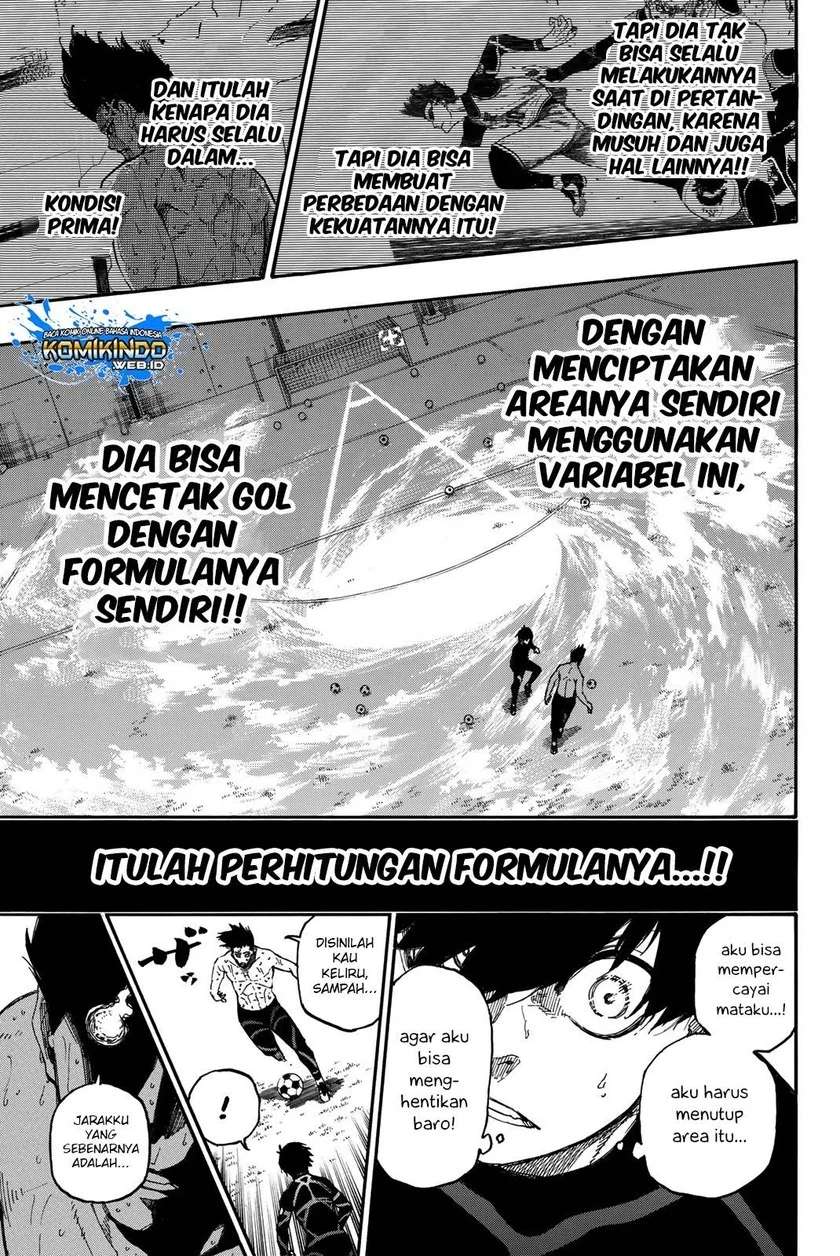 TAPI DIA TAK
BISA SELALU
MELAKUKANNYA
SAAT DI PERTAN-
DINGAN, KARENA
MUSUH DAN JUGA
HAL LAINNYA!!
TAPI DIA BISA
MEMBUAT
PERBEDAAN DENGAN
KEKUATANNYA ITU!
DAN ITULAH
KENAPA DIA
HARUS SELALU
DALAM...
KONDISI
PRIMA!
BACA KOMIK ONLINE BAHASA INDONESIA
KOMIKINDO
WEB.ID
DENGAN
MENCIPTAKAN
AREANYA SENDIRI
MENGGUNAKAN
VARIABEL INI,
DIA BISA
MENCETAK GOL
DENGAN
FORMULANYA
SENDIRI!!
ITULAH PERHITUNGAN FORMULANYA...!!
aku bisa
memper-
cayai
mataku...!
aku harus
menutup
area itu...
agar aku
bisa
meng-
hentikan
baro!
DISINILAH
KAU
KELIRU,
SAMPAH...
!
JARAKKU
YANG
SEBENARNYA
ADALAH...